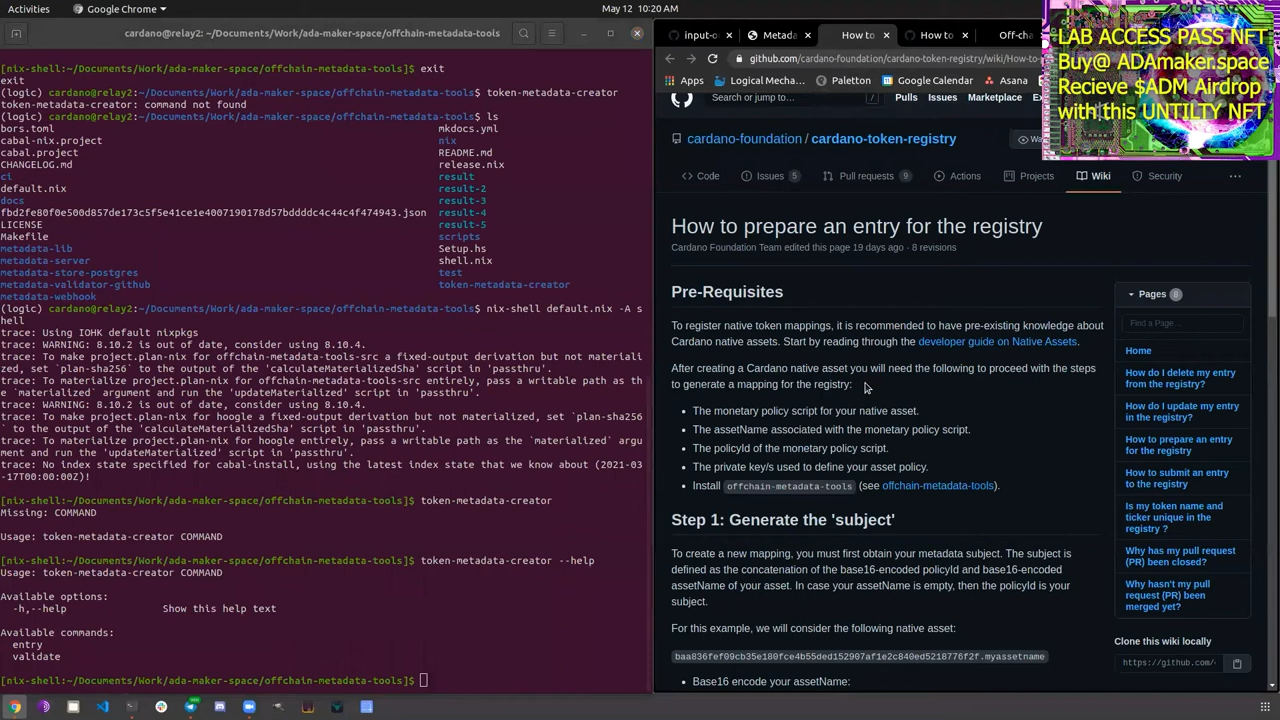 Activities
Google Chrome
May 12 10:20 AM
cardano@relay2: ~/Documents/Work/ada-maker-space/offchain-metadata-tools
[nix-shell:~/Documents/Work/ada-maker-space/offchain-metadata-tools]$ exit
exit
(logic) cardano@relay2:~/Documents/Work/ada-maker-space/offchain-metadata-tools$ token-metadata-creator
token-metadata-creator: command not found
(logic) cardano@relay2:~/Documents/Work/ada-maker-space/offchain-metadata-tools$ ls
bors.toml mkdocs.yml
cabal-nix.project nix
cabal.project README.md
CHANGELOG.md release.nix
ci result
default.nix result-2
docs result-3
fbd2fe80f0e500d857de173c5f5e41ce1e4007190178d57bddddc4c44c4f474943.json result-4
LICENSE result-5
Makefile scripts
metadata-lib Setup.hs
metadata-server shell.nix
metadata-store-postgres test
metadata-validator-github token-metadata-creator
metadata-webhook
(logic) cardano@relay2:~/Documents/Work/ada-maker-space/offchain-metadata-tools$ nix-shell default.nix -A s
hell
trace: Using IOHK default nixpkgs
trace: WARNING: 8.10.2 is out of date, consider using 8.10.4.
trace: To make project.plan-nix for offchain-metadata-tools-src a fixed-output derivation but not materiali
zed, set `plan-sha256` to the output of the 'calculateMaterializedSha' script in 'passthru'.
trace: To materialize project.plan-nix for offchain-metadata-tools-src entirely, pass a writable path as th
e `materialized` argument and run the 'updateMaterialized' script in 'passthru'.
trace: WARNING: 8.10.2 is out of date, consider using 8.10.4.
trace: To make project.plan-nix for hoogle a fixed-output derivation but not materialized, set `plan-sha256
` to the output of the 'calculateMaterializedSha' script in 'passthru'.
trace: To materialize project.plan-nix for hoogle entirely, pass a writable path as the `materialized` argu
ment and run the 'updateMaterialized' script in 'passthru'.
trace: No index state specified for cabal-install, using the latest index state that we know about (2021-03
-17T00:00:00Z)!
[nix-shell:~/Documents/Work/ada-maker-space/offchain-metadata-tools]$ token-metadata-creator
Missing: COMMAND
Usage: token-metadata-creator COMMAND
[nix-shell:~/Documents/Work/ada-maker-space/offchain-metadata-tools]$ token-metadata-creator --help
Usage: token-metadata-creator COMMAND
Available options:
-h,--help Show this help text
Available commands:
entry
validate
[nix-shell:~/Documents/Work/ada-maker-space/offchain-metadata-tools]$
input-o
Metada
How to
How to
Off-cha
github.com/cardano-foundation/cardano-token-registry/wiki/How-to-
Apps
Logical Mecha...
Paletton
Google Calendar
Asana
LAB ACCESS PASS NFT
Buy@ ADAmaker.space
Recieve $ADM Airdrop
with this UNTILTY NFT
Search or jump to...
/
Pulls
Issues
Marketplace
cardano-foundation / cardano-token-registry
Code
Issues 5
Pull requests 9
Actions
Projects
Wiki
Security
How to prepare an entry for the registry
Cardano Foundation Team edited this page 19 days ago · 8 revisions
Pre-Requisites
To register native token mappings, it is recommended to have pre-existing knowledge about
Cardano native assets. Start by reading through the developer guide on Native Assets.
After creating a Cardano native asset you will need the following to proceed with the steps
to generate a mapping for the registry:
The monetary policy script for your native asset.
The assetName associated with the monetary policy script.
The policyId of the monetary policy script.
The private key/s used to define your asset policy.
Install offchain-metadata-tools (see offchain-metadata-tools).
Step 1: Generate the 'subject'
To create a new mapping, you must first obtain your metadata subject. The subject is
defined as the concatenation of the base16-encoded policyId and base16-encoded
assetName of your asset. In case your assetName is empty, then the policyId is your
subject.
For this example, we will consider the following native asset:
baa836fef09cb35e180fce4b55ded152907af1e2c840ed5218776f2f.myassetname
Base16 encode your assetName:
Pages 8
Find a Page...
Home
How do I delete my entry
from the registry?
How do I update my entry
in the registry?
How to prepare an entry
for the registry
How to submit an entry
to the registry
Is my token name and
ticker unique in the
registry ?
Why has my pull request
(PR) been closed?
Why hasn't my pull
request (PR) been
merged yet?
Clone this wiki locally
https://github.com/